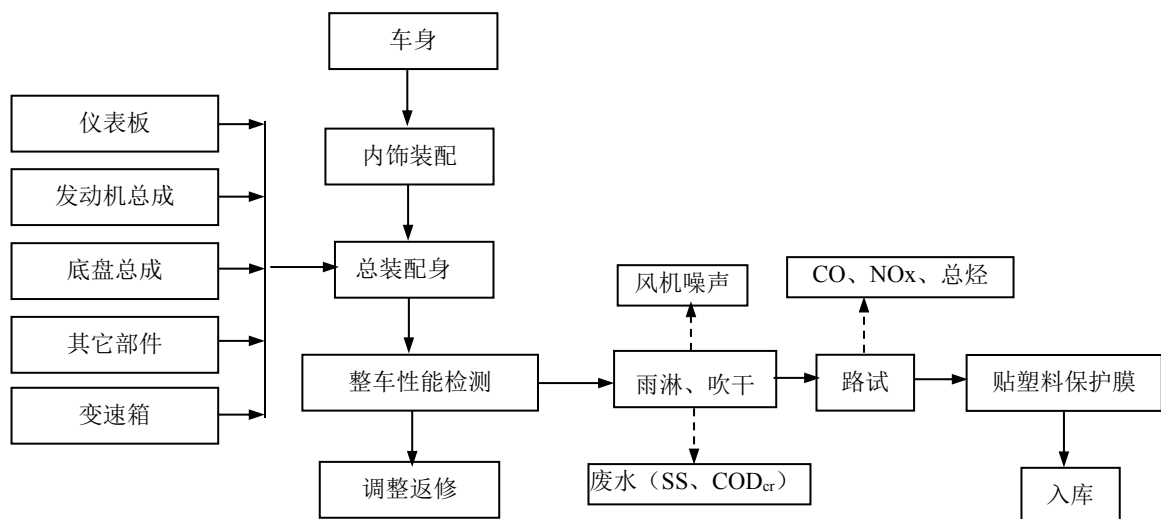 车身
仪表板
内饰装配
发动机总成
底盘总成
总装配身
风机噪声
CO、NOx、总烃
其它部件
整车性能检测
雨淋、吹干
路试
贴塑料保护膜
变速箱
调整返修
废水（SS、CODcr）
入库